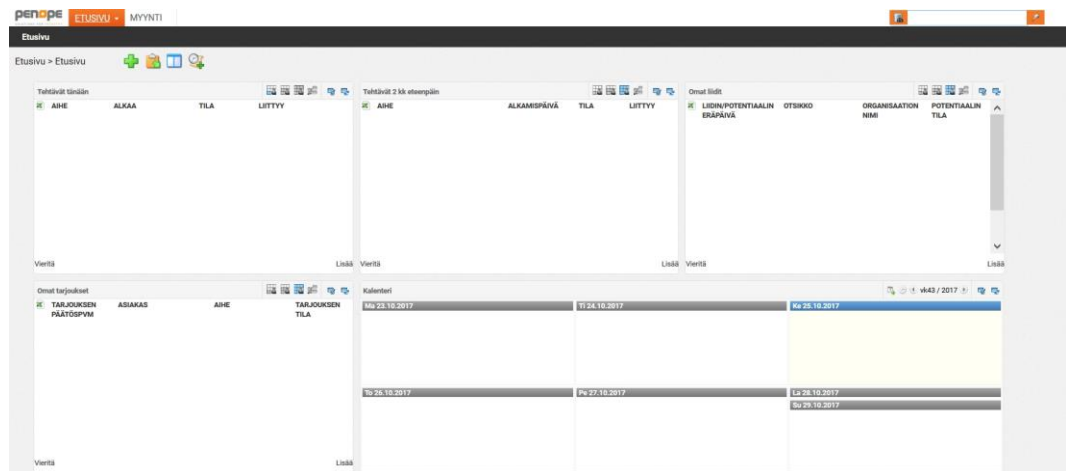 penope ETUSIVU MYYNTI
Etusivu
Etusivu > Etusivu
Tehtävät tänään
AIHE ALKAA TILA LIITTYY
Vieritä Lisää
Tehtävät 2 kk eteenpäin
AIHE ALKAMISPÄIVÄ TILA LIITTYY
Vieritä Lisää
Omat liidit
LIIDIN/POTENTIAALIN OTSIKKO ORGANISAATION POTENTIAALIN
ERÄPÄIVÄ NIMI TILA
Vieritä Lisää
Omat tarjoukset
TARJOUKSEN ASIAKAS AIHE TARJOUKSEN
PÄÄTÖSPVM TILA
Vieritä Lisää
Kalenteri vk43 / 2017
Ma 23.10.2017 Ti 24.10.2017 Ke 25.10.2017
To 26.10.2017 Pe 27.10.2017 La 28.10.2017
Su 29.10.2017